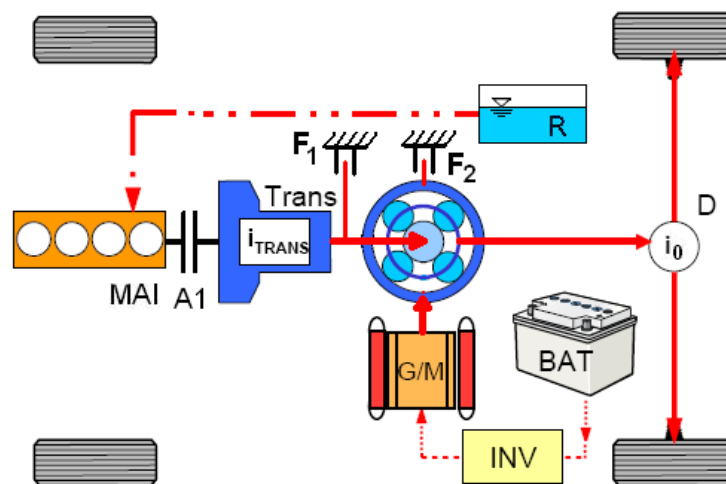 R
F1
F2
Trans
D
iTRANS
i0
MAI
A1
G/M
BAT
INV